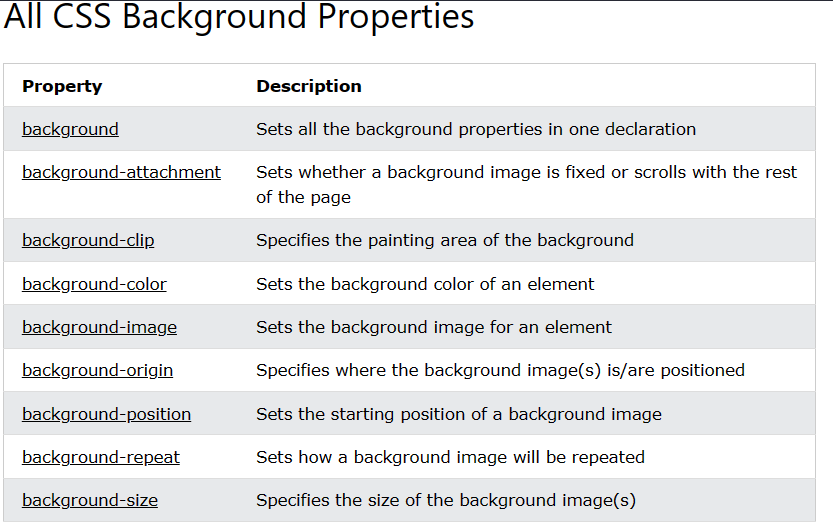 All CSS Background Properties
Property Description
background Sets all the background properties in one declaration
background-attachment Sets whether a background image is fixed or scrolls with the rest
of the page
background-clip Specifies the painting area of the background
background-color Sets the background color of an element
background-image Sets the background image for an element
background-origin Specifies where the background image(s) is/are positioned
background-position Sets the starting position of a background image
background-repeat Sets how a background image will be repeated
background-size Specifies the size of the background image(s)